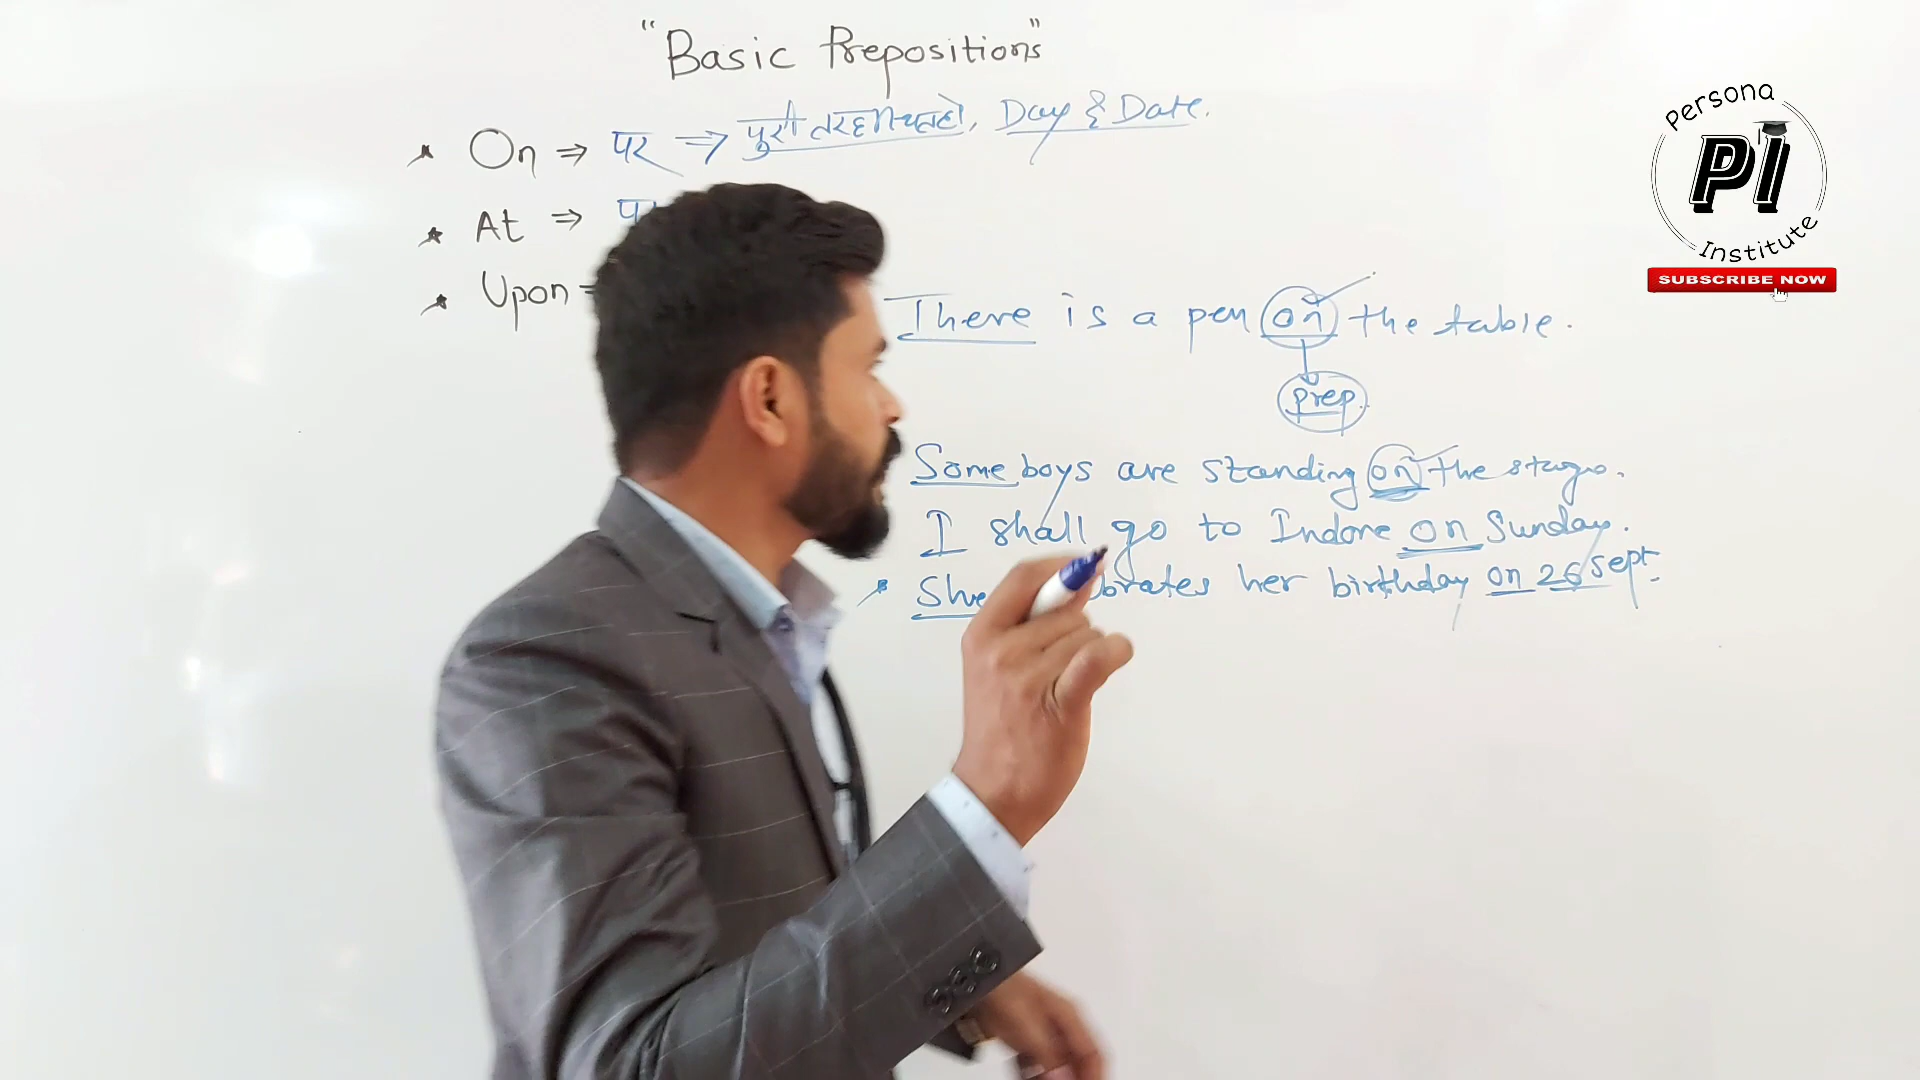 "Basic Prepositions"
On ⇒ पर ⇒ पूरी तरह, Day & Date.
At ⇒
Upon
There is a pen on the table.
prep.
Some boys are standing on the stage.
I shall go to Indore on Sunday.
She brates her birthday on 26 Sept.
Persona
PI
Institute
SUBSCRIBE NOW